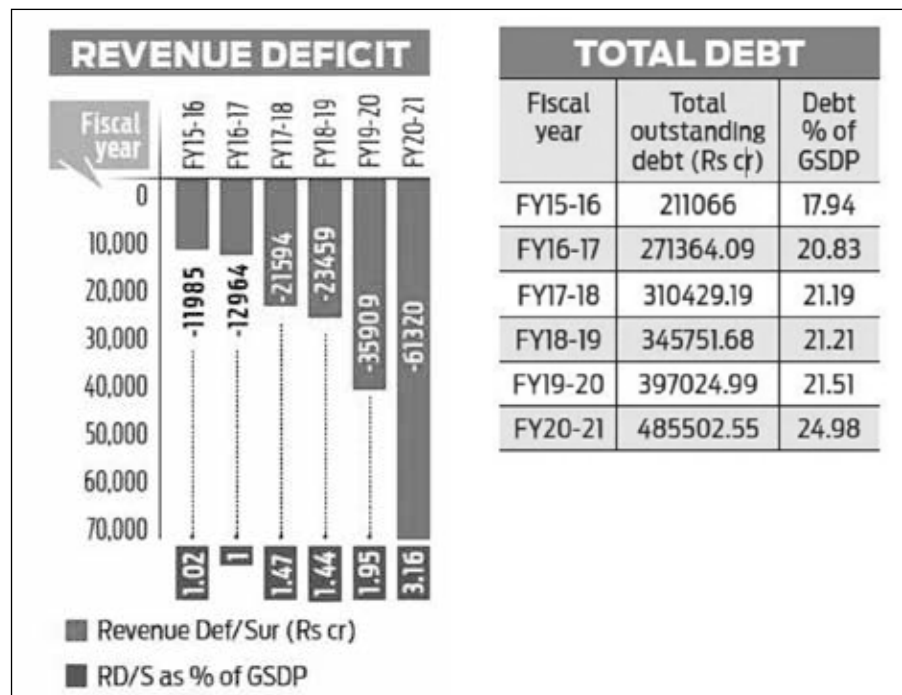 REVENUE DEFICIT
Fiscal
year
FY15-16
FY16-17
FY17-18
FY18-19
FY19-20
FY20-21
0
10,000
20,000
30,000
40,000
50,000
60,000
70,000
-11985
-12964
-21594
-23459
-35909
-61320
1.02
1
1.47
1.44
1.95
3.16
Revenue Def/Sur (Rs cr)
RD/S as % of GSDP
TOTAL DEBT
Fiscal year Total outstanding debt (Rs cr) Debt % of GSDP
FY15-16 211066 17.94
FY16-17 271364.09 20.83
FY17-18 310429.19 21.19
FY18-19 345751.68 21.21
FY19-20 397024.99 21.51
FY20-21 485502.55 24.98